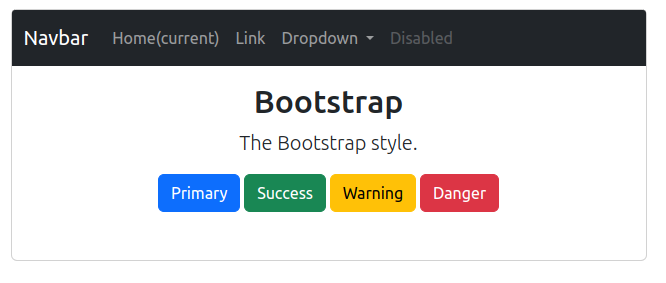 Navbar Home(current) Link Dropdown Disabled
Bootstrap
The Bootstrap style.
Primary Success Warning Danger